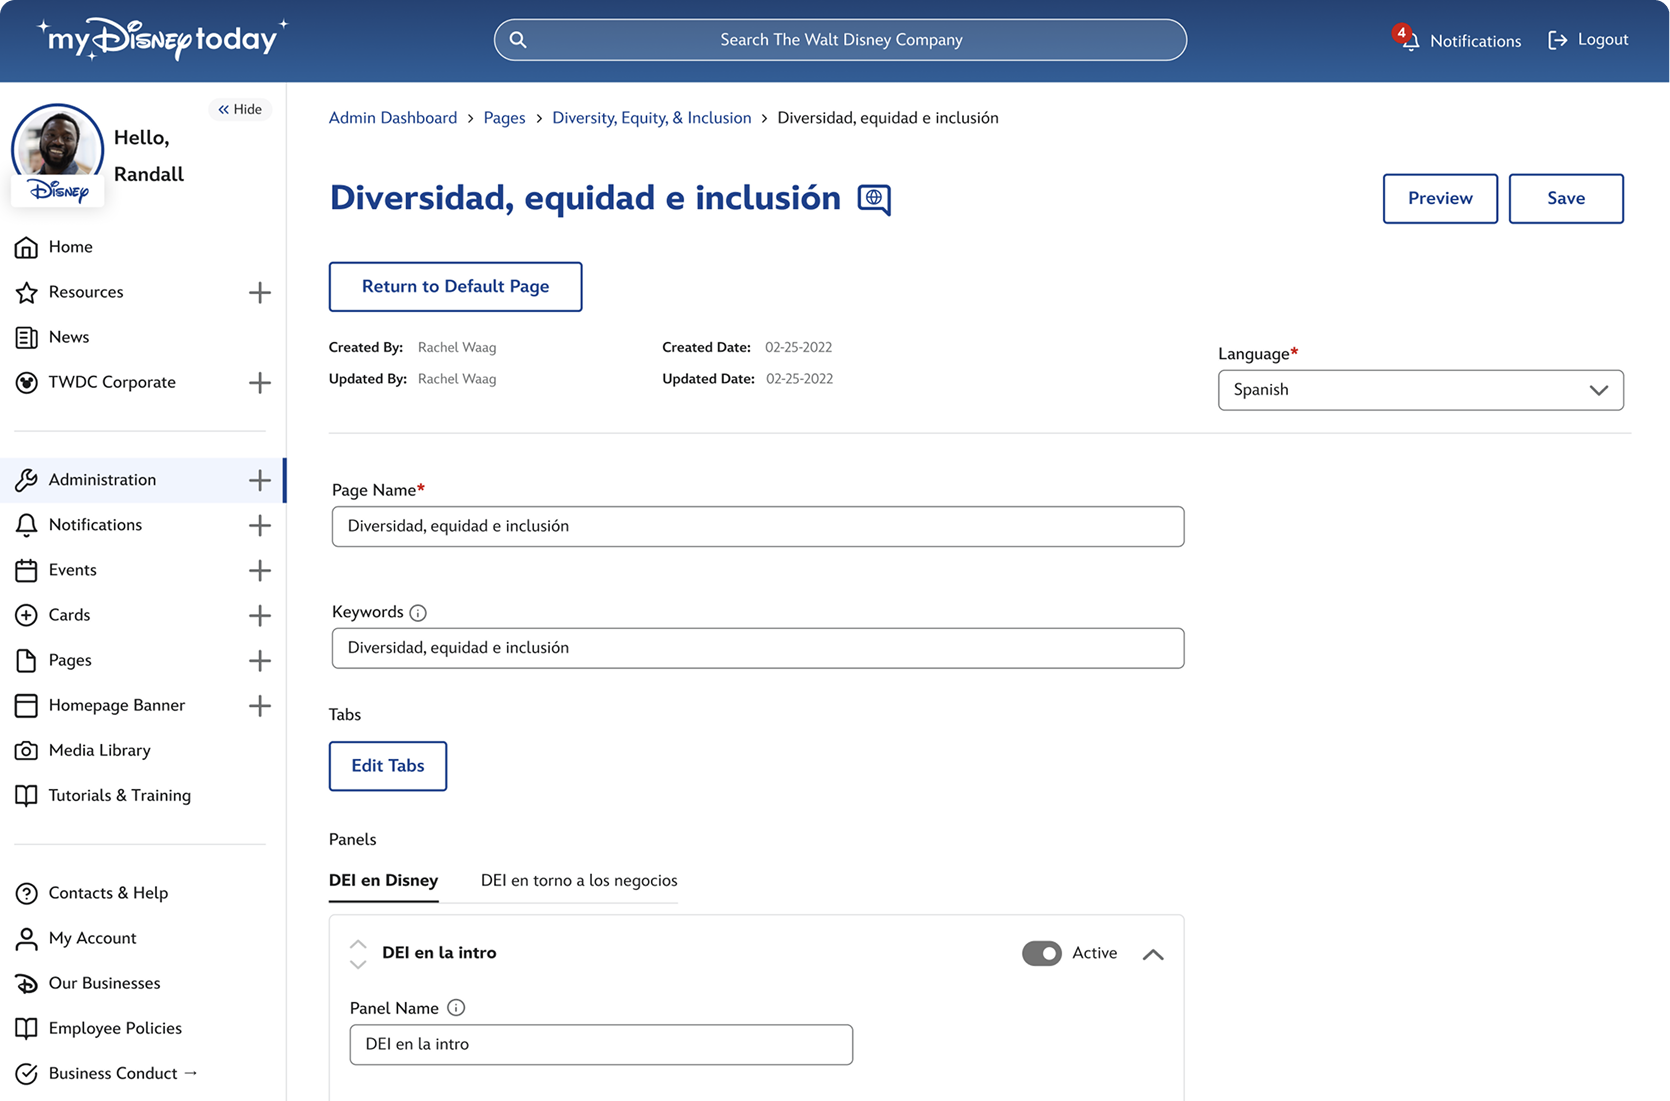 my Disney today
Search The Walt Disney Company
4
Notifications
Logout
Hide
Hello,
Randall
Disney
Home
Resources
News
TWDC Corporate
Administration
Notifications
Events
Cards
Pages
Homepage Banner
Media Library
Tutorials & Training
Contacts & Help
My Account
Our Businesses
Employee Policies
Business Conduct →
Admin Dashboard > Pages > Diversity, Equity, & Inclusion > Diversidad, equidad e inclusión
Diversidad, equidad e inclusión
Preview
Save
Return to Default Page
Created By: Rachel Waag
Created Date: 02-25-2022
Updated By: Rachel Waag
Updated Date: 02-25-2022
Language*
Spanish
Page Name*
Diversidad, equidad e inclusión
Keywords
Diversidad, equidad e inclusión
Tabs
Edit Tabs
Panels
DEI en Disney
DEI en torno a los negocios
DEI en la intro
Active
Panel Name
DEI en la intro